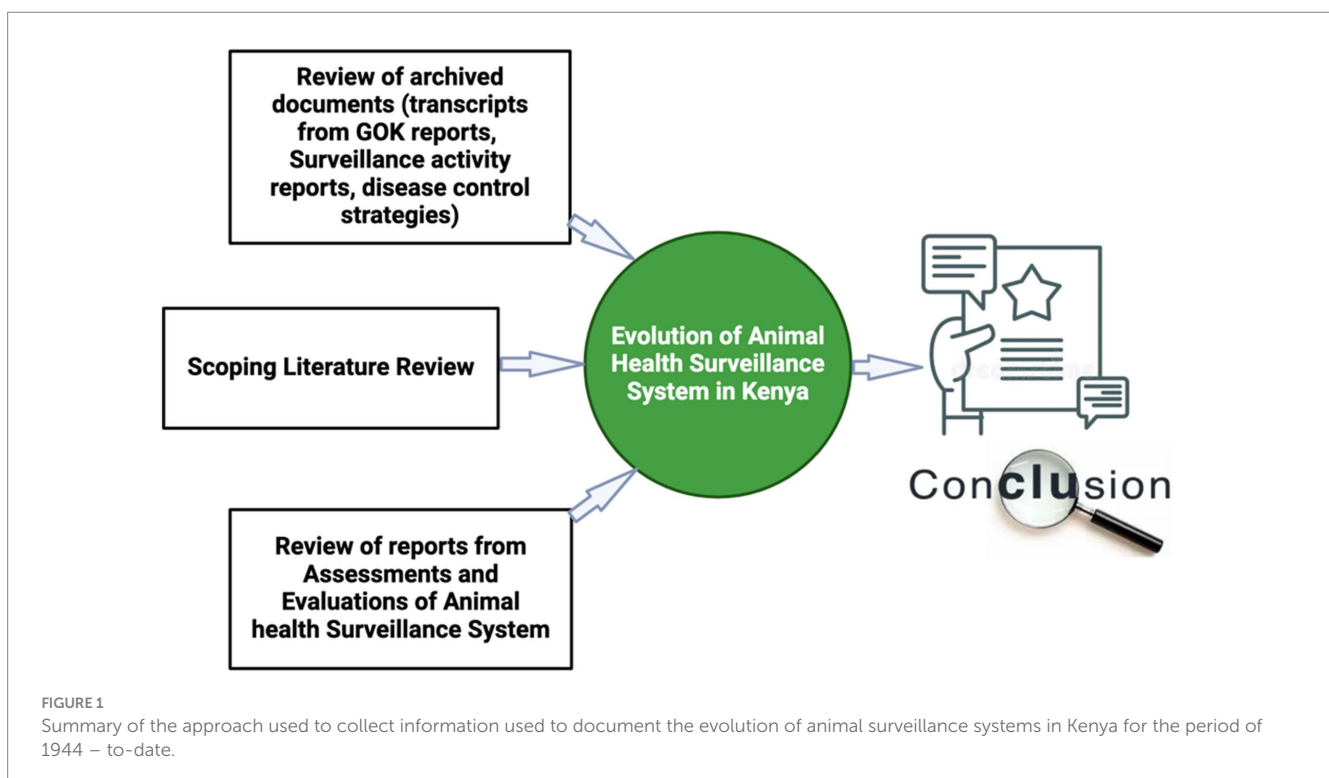 Review of archived
documents (transcripts
from GOK reports,
Surveillance activity
reports, disease control
strategies)
Scoping Literature Review
Review of reports from
Assessments and
Evaluations of Animal
health Surveillance System
Evolution of Animal
Health Surveillance
System in Kenya
Conclusion
FIGURE 1
Summary of the approach used to collect information used to document the evolution of animal surveillance systems in Kenya for the period of
1944 – to-date.